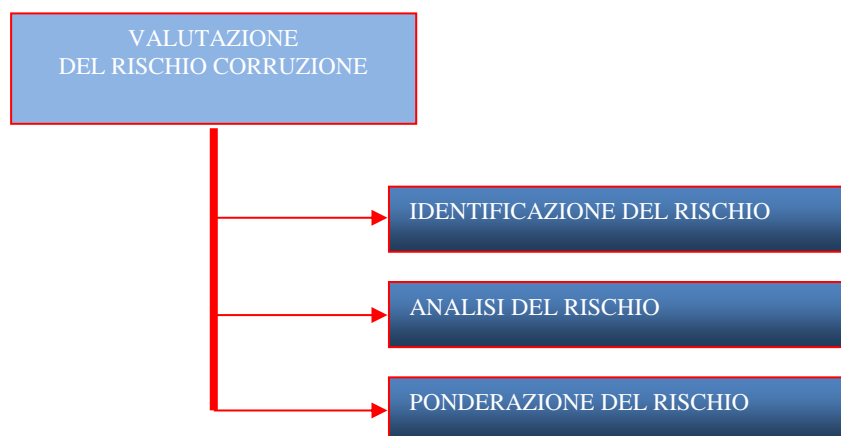 VALUTAZIONE
DEL RISCHIO CORRUZIONE
IDENTIFICAZIONE DEL RISCHIO
ANALISI DEL RISCHIO
PONDERAZIONE DEL RISCHIO